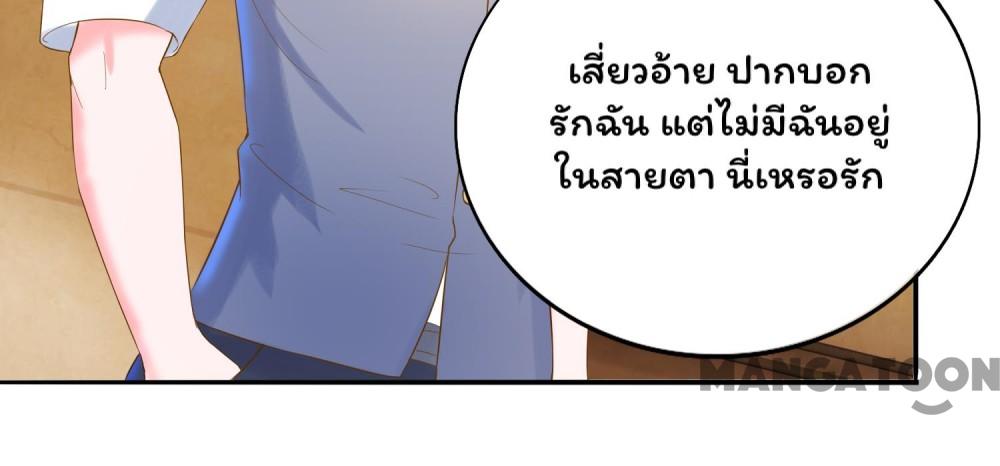 เสี่ยวอ้าย ปากบอก
รักฉัน แต่ไม่มีฉันอยู่
ในสายตา นี่เหรอรัก
MANGATOON